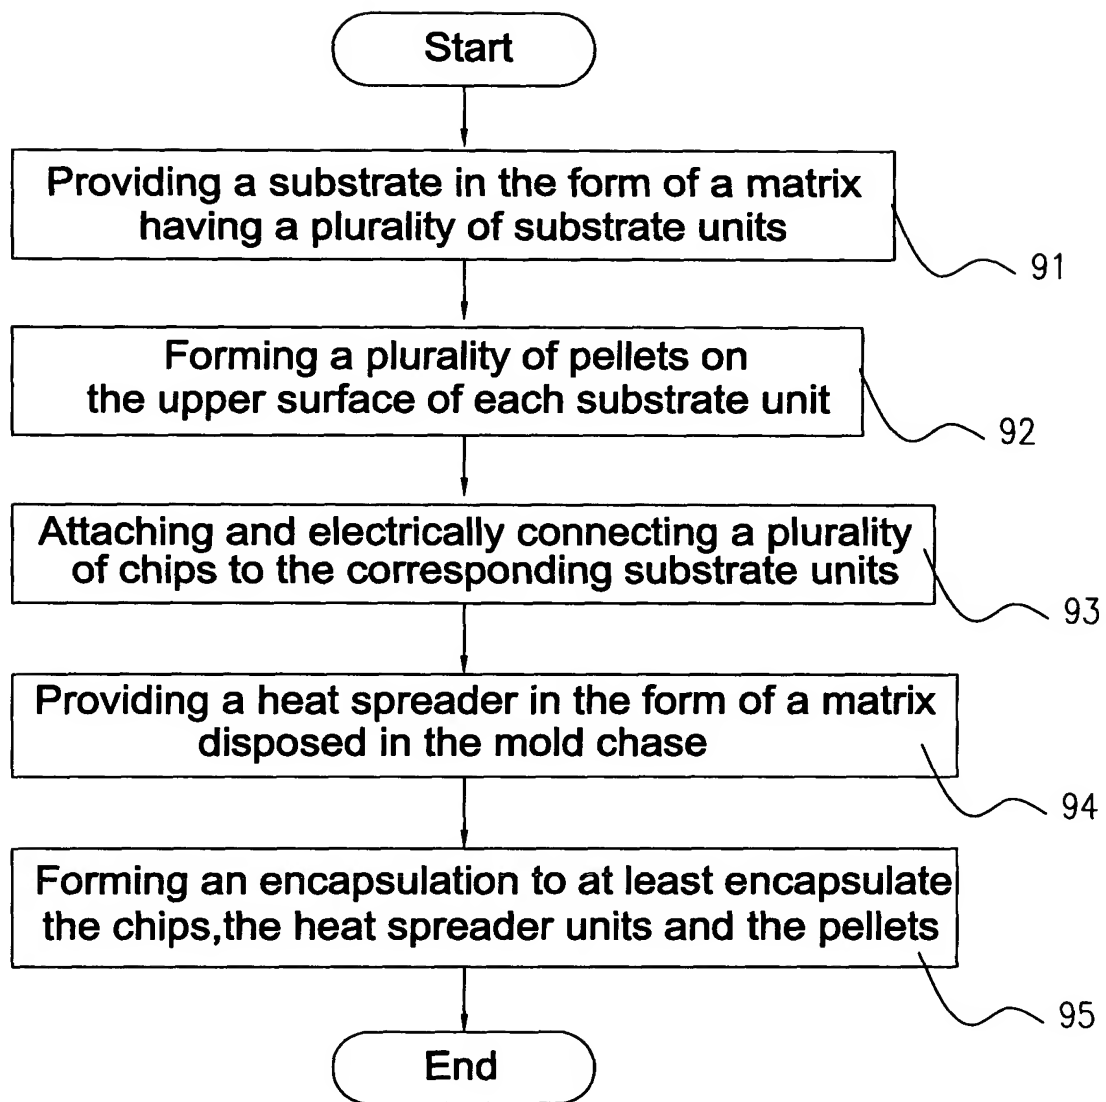 Start
Providing a substrate in the form of a matrix
having a plurality of substrate units
91
Forming a plurality of pellets on
the upper surface of each substrate unit
92
Attaching and electrically connecting a plurality
of chips to the corresponding substrate units
93
Providing a heat spreader in the form of a matrix
disposed in the mold chase
94
Forming an encapsulation to at least encapsulate
the chips,the heat spreader units and the pellets
95
End